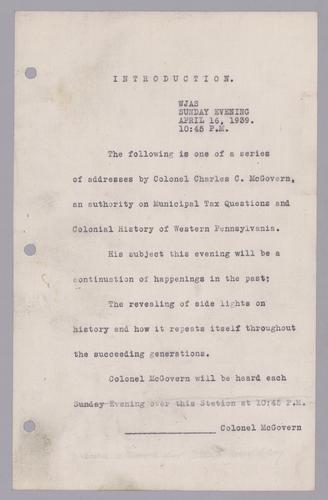 INTRODUCTION.
WJAS
SUNDAY EVENING
APRIL 16, 1939.
10:45 P.M.
The following is one of a series
of addresses by Colonel Charles C. McGovern,
an authority on Municipal Tax Questions and
Colonial History of Western Pennsylvania.
His subject this evening will be a
continuation of happenings in the past;
The revealing of side lights on
history and how it repeats itself throughout
the succeeding generations.
Colonel McGovern will be heard each
Sunday Evening over this Station at 10:45 P.M.
Colonel McGovern